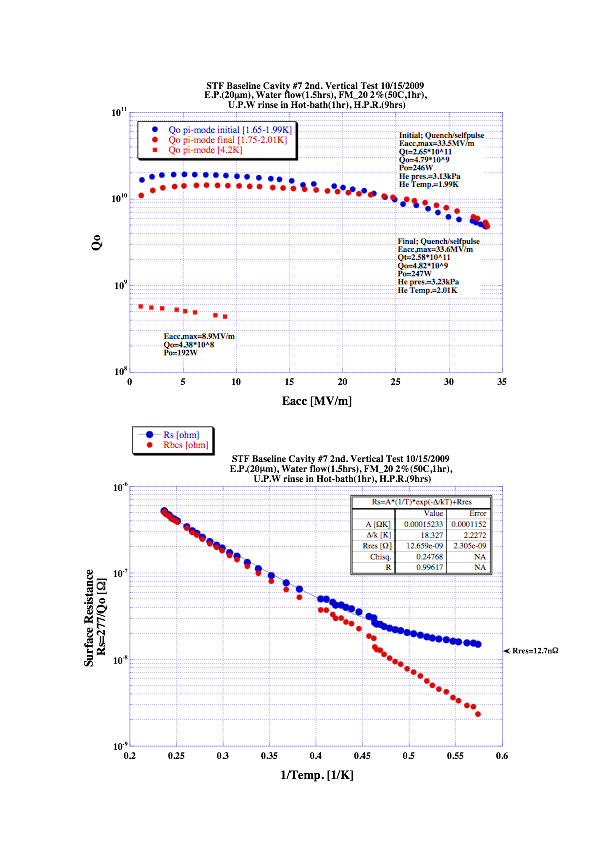 STF Baseline Cavity #7 2nd. Vertical Test 10/15/2009
E.P.(20μm), Water flow(1.5hrs), FM_20 2%(50C,1hr),
U.P.W rinse in Hot-bath(1hr), H.P.R.(9hrs)
10^11
Qo pi-mode initial [1.65-1.99K]
Qo pi-mode final [1.75-2.01K]
Qo pi-mode [4.2K]
Initial; Quench/selfpulse
Eacc,max=33.5MV/m
Qt=2.65*10^11
Qo=4.79*10^9
Po=246W
He pres.=3.13kPa
He Temp.=1.99K
10^10
Qo
Final; Quench/selfpulse
Eacc,max=33.6MV/m
Qt=2.58*10^11
Qo=4.82*10^9
Po=247W
He pres.=3.23kPa
He Temp.=2.01K
10^9
Eacc,max=8.9MV/m
Qo=4.38*10^8
Po=192W
10^8
0 5 10 15 20 25 30 35
Eacc [MV/m]
Rs [ohm]
Rbcs [ohm]
STF Baseline Cavity #7 2nd. Vertical Test 10/15/2009
E.P.(20μm), Water flow(1.5hrs), FM_20 2%(50C,1hr),
U.P.W rinse in Hot-bath(1hr), H.P.R.(9hrs)
10^-6
Rs=A*(1/T)*exp(-Δ/kT)+Rres
Value Error
A [ΩK] 0.00015233 0.0001152
Δ/k [K] 18.327 2.2272
Rres [Ω] 12.659e-09 2.305e-09
Chisq. 0.24768 NA
R 0.99617 NA
10^-7
Surface Resistance
Rs=277/Qo [Ω]
10^-8
Rres=12.7nΩ
10^-9
0.2 0.25 0.3 0.35 0.4 0.45 0.5 0.55 0.6
1/Temp. [1/K]